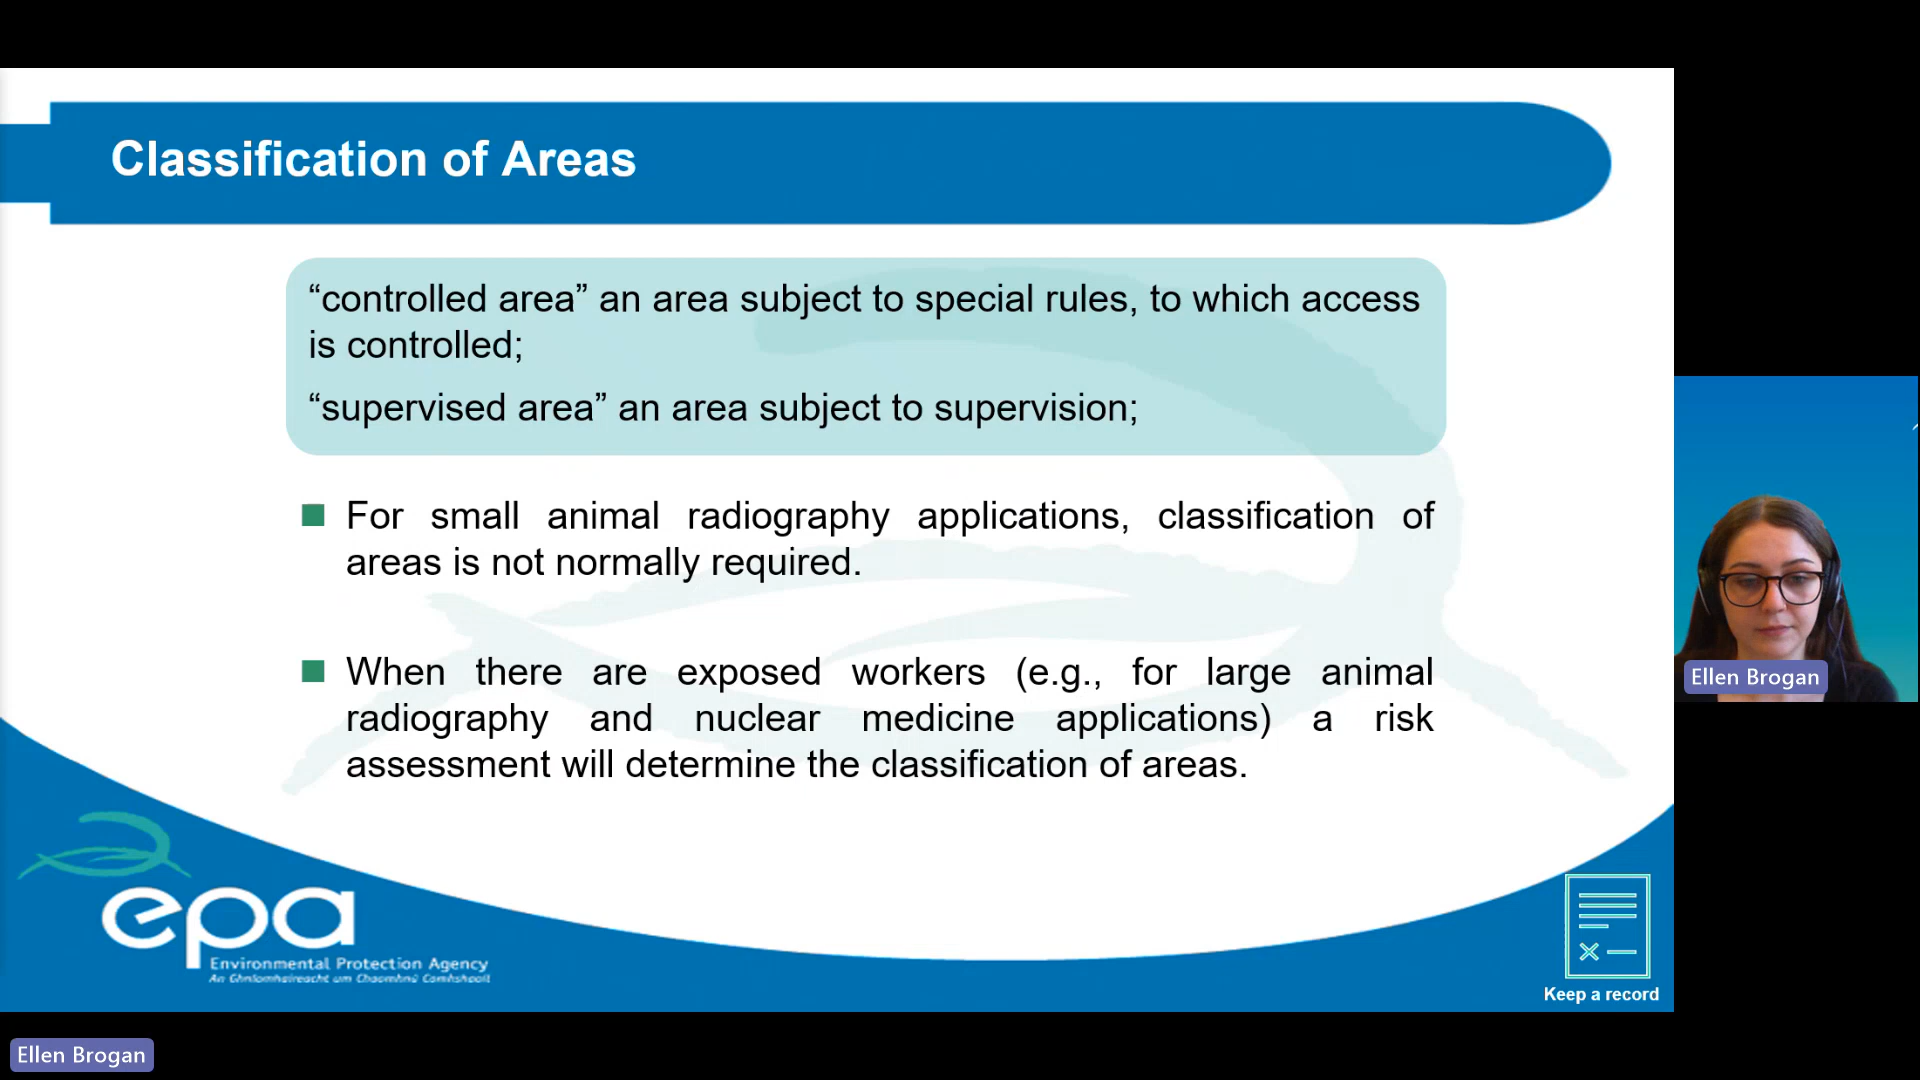 Classification of Areas
“controlled area” an area subject to special rules, to which access
is controlled;
“supervised area” an area subject to supervision;
For small animal radiography applications, classification of
areas is not normally required.
When there are exposed workers (e.g., for large animal
radiography and nuclear medicine applications) a risk
assessment will determine the classification of areas.
epa
Environmental Protection Agency
An Ghníomhaireacht um Chaomhnú Comhshaoil
Keep a record
Ellen Brogan
Ellen Brogan